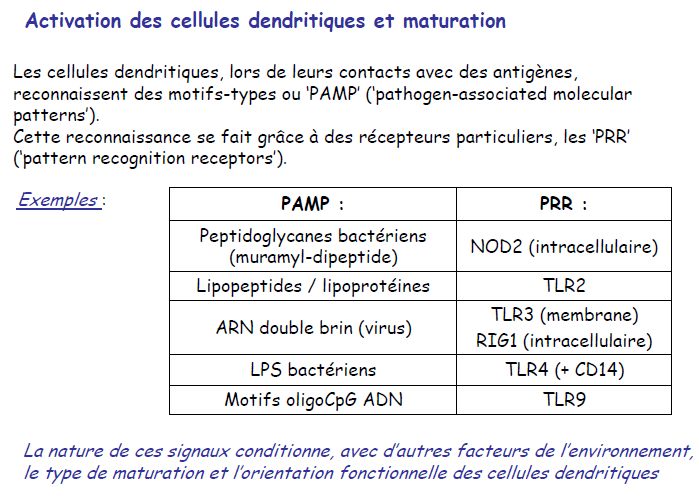 Activation des cellules dendritiques et maturation
Les cellules dendritiques, lors de leurs contacts avec des antigènes,
reconnaissent des motifs-types ou ‘PAMP’ (‘pathogen-associated molecular
patterns’).
Cette reconnaissance se fait grâce à des récepteurs particuliers, les ‘PRR’
(‘pattern recognition receptors’).
Exemples :
PAMP : PRR :
Peptidoglycanes bactériens
(muramyl-dipeptide)
NOD2 (intracellulaire)
Lipopeptides / lipoprotéines TLR2
ARN double brin (virus)
TLR3 (membrane)
RIG1 (intracellulaire)
LPS bactériens TLR4 (+ CD14)
Motifs oligoCpG ADN TLR9
La nature de ces signaux conditionne, avec d’autres facteurs de l’environnement,
le type de maturation et l’orientation fonctionnelle des cellules dendritiques